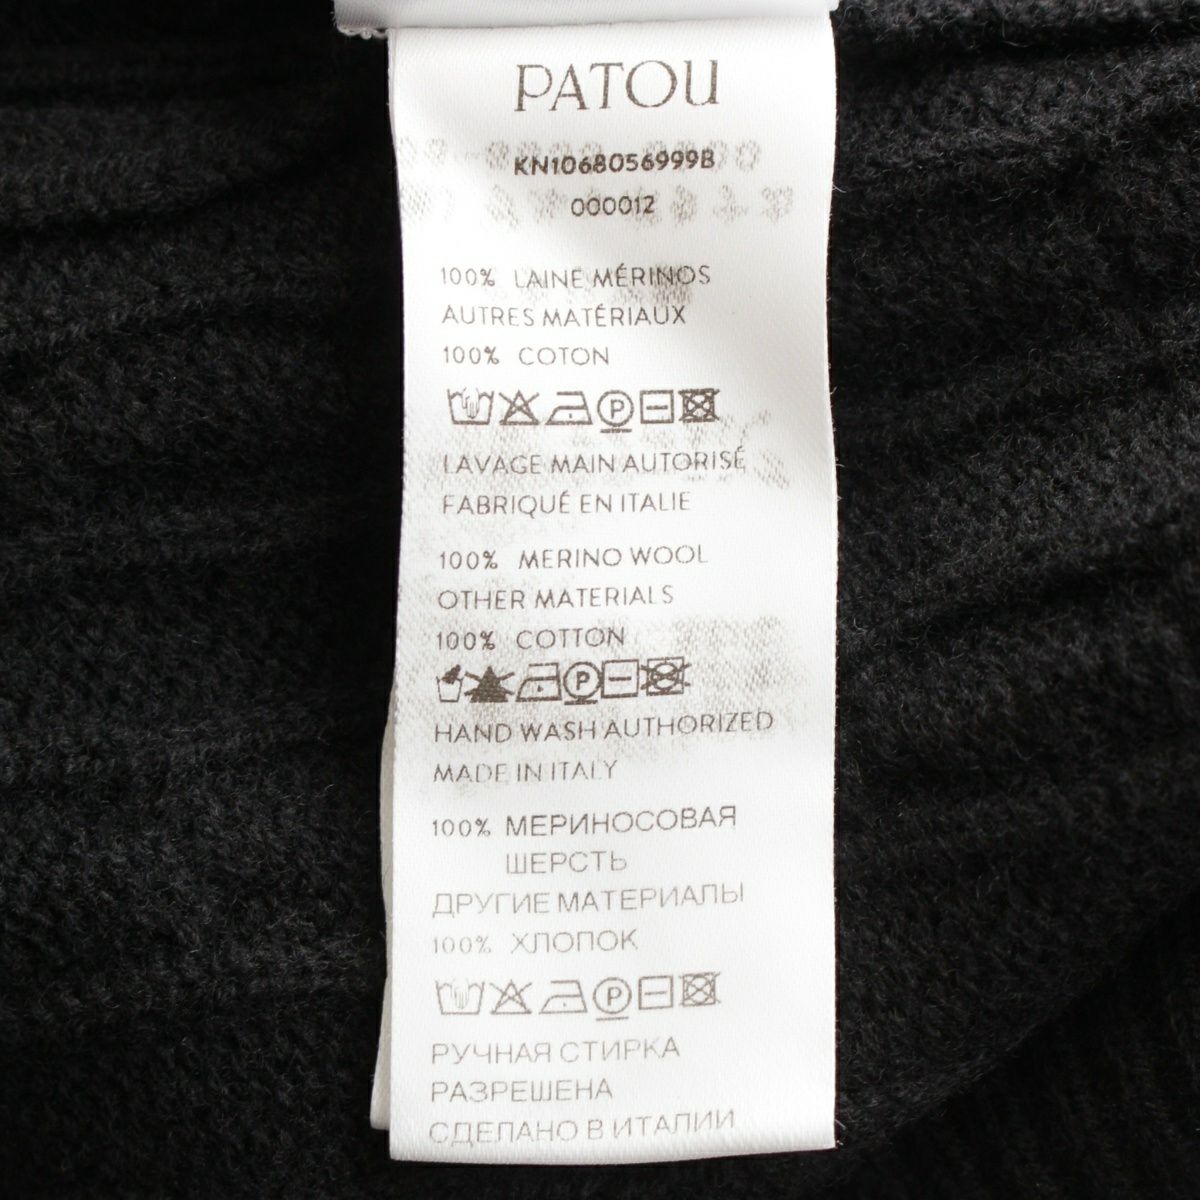 PATOU
KN1068056999B
000012
100% LAINE MÉRINOS
AUTRES MATÉRIAUX
100% COTON
P
LAVAGE MAIN AUTORISÉ
FABRIQUÉ EN ITALIE
100% MERINO WOOL
OTHER MATERIALS
100% COTTON
P
HAND WASH AUTHORIZED
MADE IN ITALY
100% МЕРИНОСОВАЯ
ШЕРСТЬ
ДРУГИЕ МАТЕРИАЛЫ
100% ХЛОПОК
P
РУЧНАЯ СТИРКА
РАЗРЕШЕНА
СДЕЛАНО В ИТАЛИИ